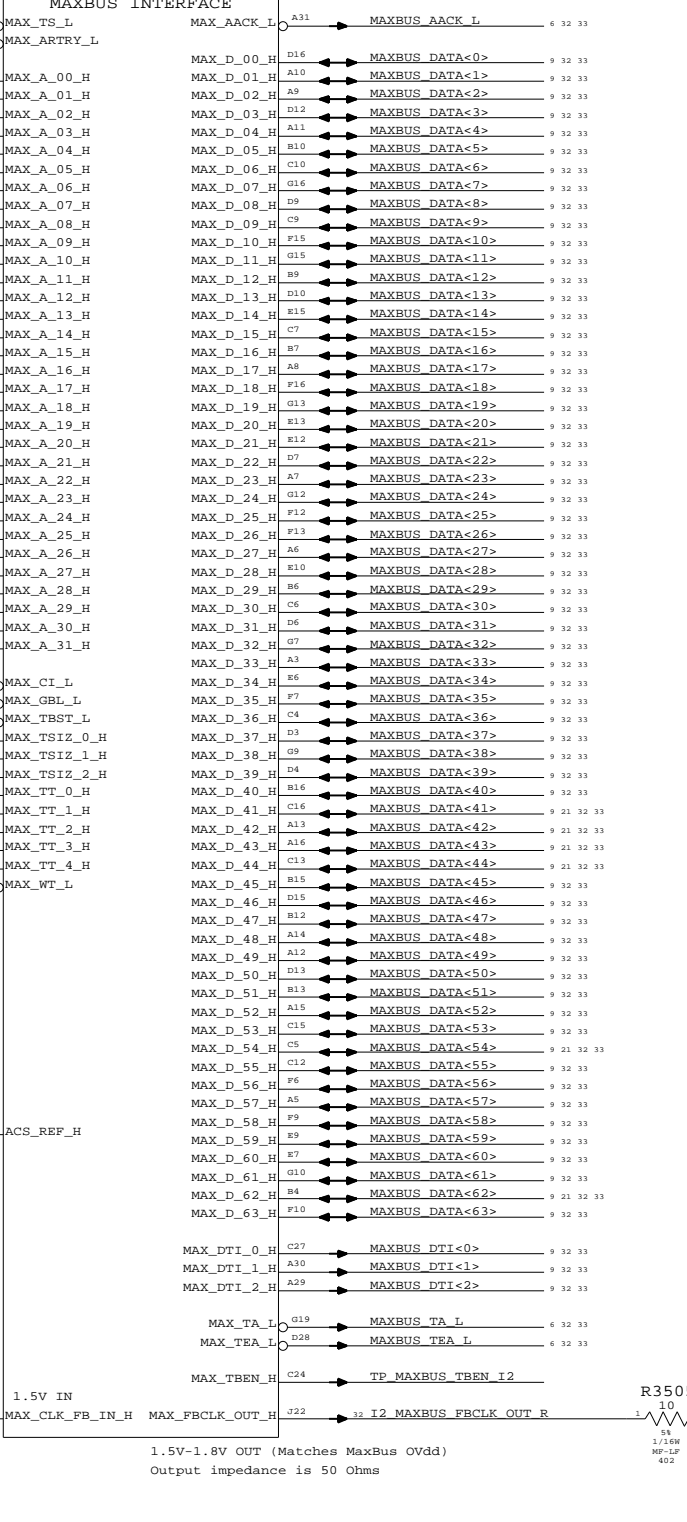 MAXBUS INTERFACE
MAX_TS_L MAX_AACK_L A31 MAXBUS_AACK_L 6 32 33
MAX_ARTRY_L
MAX_D_00_H D16 MAXBUS_DATA<0> 9 32 33
MAX_A_00_H MAX_D_01_H A10 MAXBUS_DATA<1> 9 32 33
MAX_A_01_H MAX_D_02_H A9 MAXBUS_DATA<2> 9 32 33
MAX_A_02_H MAX_D_03_H D12 MAXBUS_DATA<3> 9 32 33
MAX_A_03_H MAX_D_04_H A11 MAXBUS_DATA<4> 9 32 33
MAX_A_04_H MAX_D_05_H B10 MAXBUS_DATA<5> 9 32 33
MAX_A_05_H MAX_D_06_H C10 MAXBUS_DATA<6> 9 32 33
MAX_A_06_H MAX_D_07_H G16 MAXBUS_DATA<7> 9 32 33
MAX_A_07_H MAX_D_08_H D9 MAXBUS_DATA<8> 9 32 33
MAX_A_08_H MAX_D_09_H C9 MAXBUS_DATA<9> 9 32 33
MAX_A_09_H MAX_D_10_H F15 MAXBUS_DATA<10> 9 32 33
MAX_A_10_H MAX_D_11_H G15 MAXBUS_DATA<11> 9 32 33
MAX_A_11_H MAX_D_12_H B9 MAXBUS_DATA<12> 9 32 33
MAX_A_12_H MAX_D_13_H D10 MAXBUS_DATA<13> 9 32 33
MAX_A_13_H MAX_D_14_H E15 MAXBUS_DATA<14> 9 32 33
MAX_A_14_H MAX_D_15_H C7 MAXBUS_DATA<15> 9 32 33
MAX_A_15_H MAX_D_16_H B7 MAXBUS_DATA<16> 9 32 33
MAX_A_16_H MAX_D_17_H A8 MAXBUS_DATA<17> 9 32 33
MAX_A_17_H MAX_D_18_H F16 MAXBUS_DATA<18> 9 32 33
MAX_A_18_H MAX_D_19_H G13 MAXBUS_DATA<19> 9 32 33
MAX_A_19_H MAX_D_20_H E13 MAXBUS_DATA<20> 9 32 33
MAX_A_20_H MAX_D_21_H E12 MAXBUS_DATA<21> 9 32 33
MAX_A_21_H MAX_D_22_H D7 MAXBUS_DATA<22> 9 32 33
MAX_A_22_H MAX_D_23_H A7 MAXBUS_DATA<23> 9 32 33
MAX_A_23_H MAX_D_24_H G12 MAXBUS_DATA<24> 9 32 33
MAX_A_24_H MAX_D_25_H F12 MAXBUS_DATA<25> 9 32 33
MAX_A_25_H MAX_D_26_H F13 MAXBUS_DATA<26> 9 32 33
MAX_A_26_H MAX_D_27_H A6 MAXBUS_DATA<27> 9 32 33
MAX_A_27_H MAX_D_28_H E10 MAXBUS_DATA<28> 9 32 33
MAX_A_28_H MAX_D_29_H B6 MAXBUS_DATA<29> 9 32 33
MAX_A_29_H MAX_D_30_H C6 MAXBUS_DATA<30> 9 32 33
MAX_A_30_H MAX_D_31_H D6 MAXBUS_DATA<31> 9 32 33
MAX_A_31_H MAX_D_32_H G7 MAXBUS_DATA<32> 9 32 33
MAX_D_33_H A3 MAXBUS_DATA<33> 9 32 33
MAX_CI_L MAX_D_34_H E6 MAXBUS_DATA<34> 9 32 33
MAX_GBL_L MAX_D_35_H F7 MAXBUS_DATA<35> 9 32 33
MAX_TBST_L MAX_D_36_H C4 MAXBUS_DATA<36> 9 32 33
MAX_TSIZ_0_H MAX_D_37_H D3 MAXBUS_DATA<37> 9 32 33
MAX_TSIZ_1_H MAX_D_38_H G9 MAXBUS_DATA<38> 9 32 33
MAX_TSIZ_2_H MAX_D_39_H D4 MAXBUS_DATA<39> 9 32 33
MAX_TT_0_H MAX_D_40_H B16 MAXBUS_DATA<40> 9 32 33
MAX_TT_1_H MAX_D_41_H C16 MAXBUS_DATA<41> 9 21 32 33
MAX_TT_2_H MAX_D_42_H A13 MAXBUS_DATA<42> 9 21 32 33
MAX_TT_3_H MAX_D_43_H A16 MAXBUS_DATA<43> 9 21 32 33
MAX_TT_4_H MAX_D_44_H C13 MAXBUS_DATA<44> 9 21 32 33
MAX_WT_L MAX_D_45_H B15 MAXBUS_DATA<45> 9 32 33
MAX_D_46_H D15 MAXBUS_DATA<46> 9 32 33
MAX_D_47_H B12 MAXBUS_DATA<47> 9 32 33
MAX_D_48_H A14 MAXBUS_DATA<48> 9 32 33
MAX_D_49_H A12 MAXBUS_DATA<49> 9 32 33
MAX_D_50_H D13 MAXBUS_DATA<50> 9 32 33
MAX_D_51_H B13 MAXBUS_DATA<51> 9 32 33
MAX_D_52_H A15 MAXBUS_DATA<52> 9 32 33
MAX_D_53_H C15 MAXBUS_DATA<53> 9 32 33
MAX_D_54_H C5 MAXBUS_DATA<54> 9 21 32 33
MAX_D_55_H C12 MAXBUS_DATA<55> 9 32 33
MAX_D_56_H F6 MAXBUS_DATA<56> 9 32 33
MAX_D_57_H A5 MAXBUS_DATA<57> 9 32 33
MAX_D_58_H F9 MAXBUS_DATA<58> 9 32 33
ACS_REF_H MAX_D_59_H E9 MAXBUS_DATA<59> 9 32 33
MAX_D_60_H E7 MAXBUS_DATA<60> 9 32 33
MAX_D_61_H G10 MAXBUS_DATA<61> 9 32 33
MAX_D_62_H B4 MAXBUS_DATA<62> 9 21 32 33
MAX_D_63_H F10 MAXBUS_DATA<63> 9 32 33
MAX_DTI_0_H C27 MAXBUS_DTI<0> 9 32 33
MAX_DTI_1_H A30 MAXBUS_DTI<1> 9 32 33
MAX_DTI_2_H A29 MAXBUS_DTI<2> 9 32 33
MAX_TA_L G19 MAXBUS_TA_L 6 32 33
MAX_TEA_L D28 MAXBUS_TEA_L 6 32 33
MAX_TBEN_H C24 TP_MAXBUS_TBEN_I2
1.5V IN
MAX_CLK_FB_IN_H MAX_FBCLK_OUT_H J22 32 I2_MAXBUS_FBCLK_OUT_R 1
R3505
10
5%
1/16W
MF-LF
402
1.5V-1.8V OUT (Matches MaxBus OVdd)
Output impedance is 50 Ohms